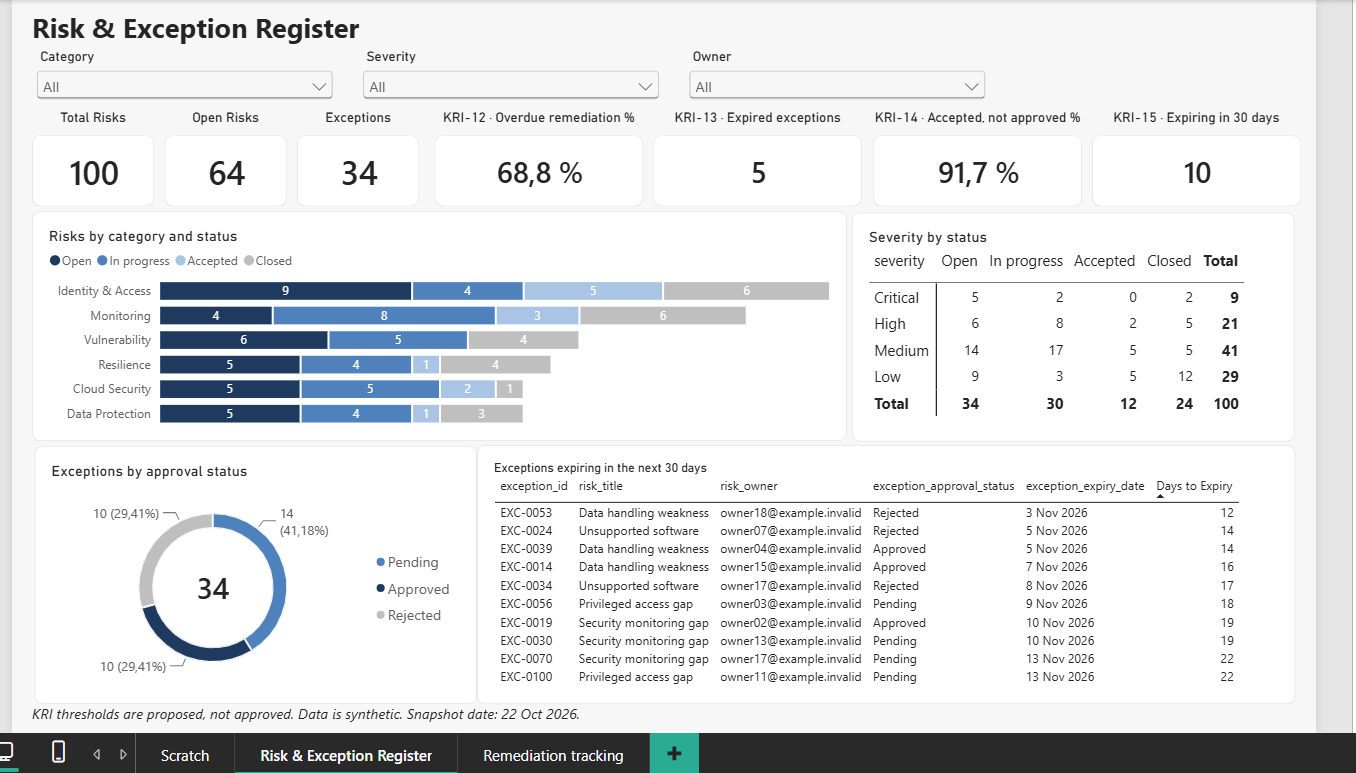 Risk & Exception Register
Category Severity Owner
All All All
Total Risks Open Risks Exceptions KRI-12 · Overdue remediation % KRI-13 · Expired exceptions KRI-14 · Accepted, not approved % KRI-15 · Expiring in 30 days
100 64 34 68,8 % 5 91,7 % 10
Risks by category and status
Open In progress Accepted Closed
Identity & Access 9 4 5 6
Monitoring 4 8 3 6
Vulnerability 6 5 4
Resilience 5 4 1 4
Cloud Security 5 5 2 1
Data Protection 5 4 1 3
Severity by status
severity Open In progress Accepted Closed Total
Critical 5 2 0 2 9
High 6 8 2 5 21
Medium 14 17 5 5 41
Low 9 3 5 12 29
Total 34 30 12 24 100
Exceptions by approval status
10 (29,41%)
14
(41,18%)
34
10 (29,41%)
Pending
Approved
Rejected
Exceptions expiring in the next 30 days
exception_id risk_title risk_owner exception_approval_status exception_expiry_date Days to Expiry
EXC-0053 Data handling weakness owner18@example.invalid Rejected 3 Nov 2026 12
EXC-0024 Unsupported software owner07@example.invalid Rejected 5 Nov 2026 14
EXC-0039 Data handling weakness owner04@example.invalid Approved 5 Nov 2026 14
EXC-0014 Data handling weakness owner15@example.invalid Approved 7 Nov 2026 16
EXC-0034 Unsupported software owner17@example.invalid Rejected 8 Nov 2026 17
EXC-0056 Privileged access gap owner03@example.invalid Pending 9 Nov 2026 18
EXC-0019 Security monitoring gap owner02@example.invalid Approved 10 Nov 2026 19
EXC-0030 Security monitoring gap owner13@example.invalid Pending 10 Nov 2026 19
EXC-0070 Security monitoring gap owner17@example.invalid Pending 13 Nov 2026 22
EXC-0100 Privileged access gap owner11@example.invalid Pending 13 Nov 2026 22
KRI thresholds are proposed, not approved. Data is synthetic. Snapshot date: 22 Oct 2026.
Scratch Risk & Exception Register Remediation tracking +